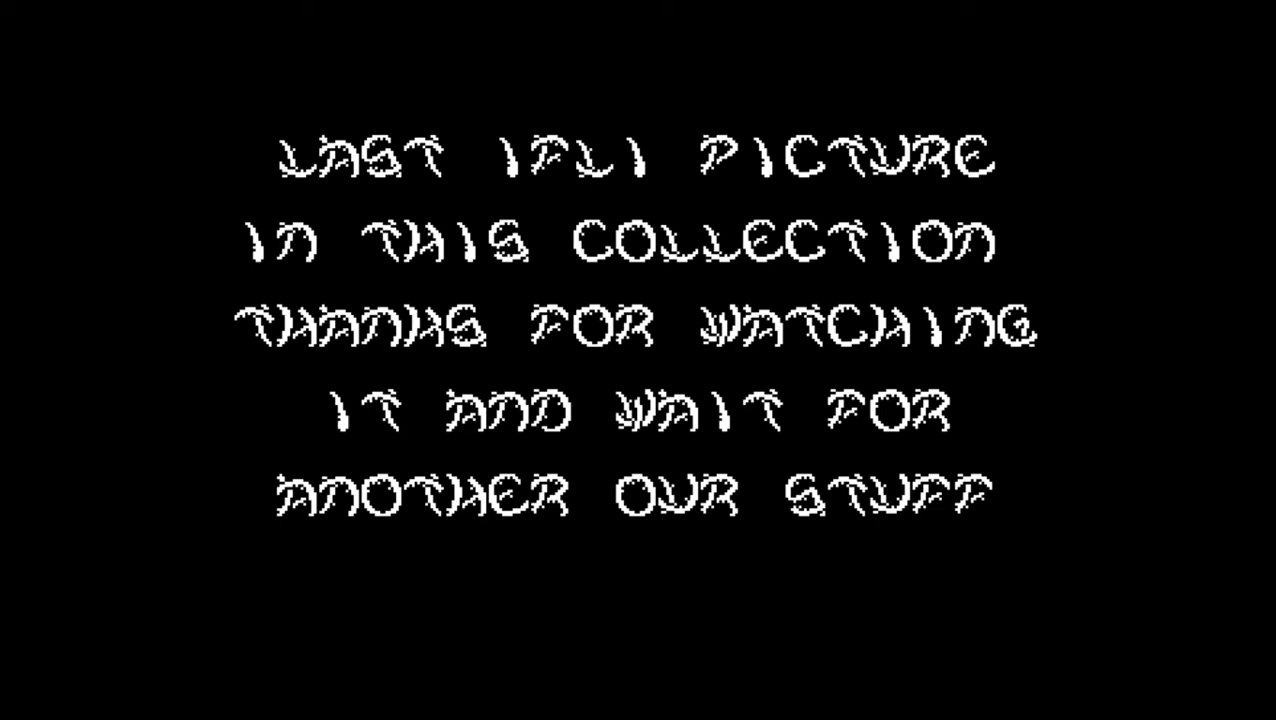 LAST IFLI PICTURE
IN THIS COLLECTION
THANKS FOR WATCHING
IT AND WAIT FOR
ANOTHER OUR STUFF